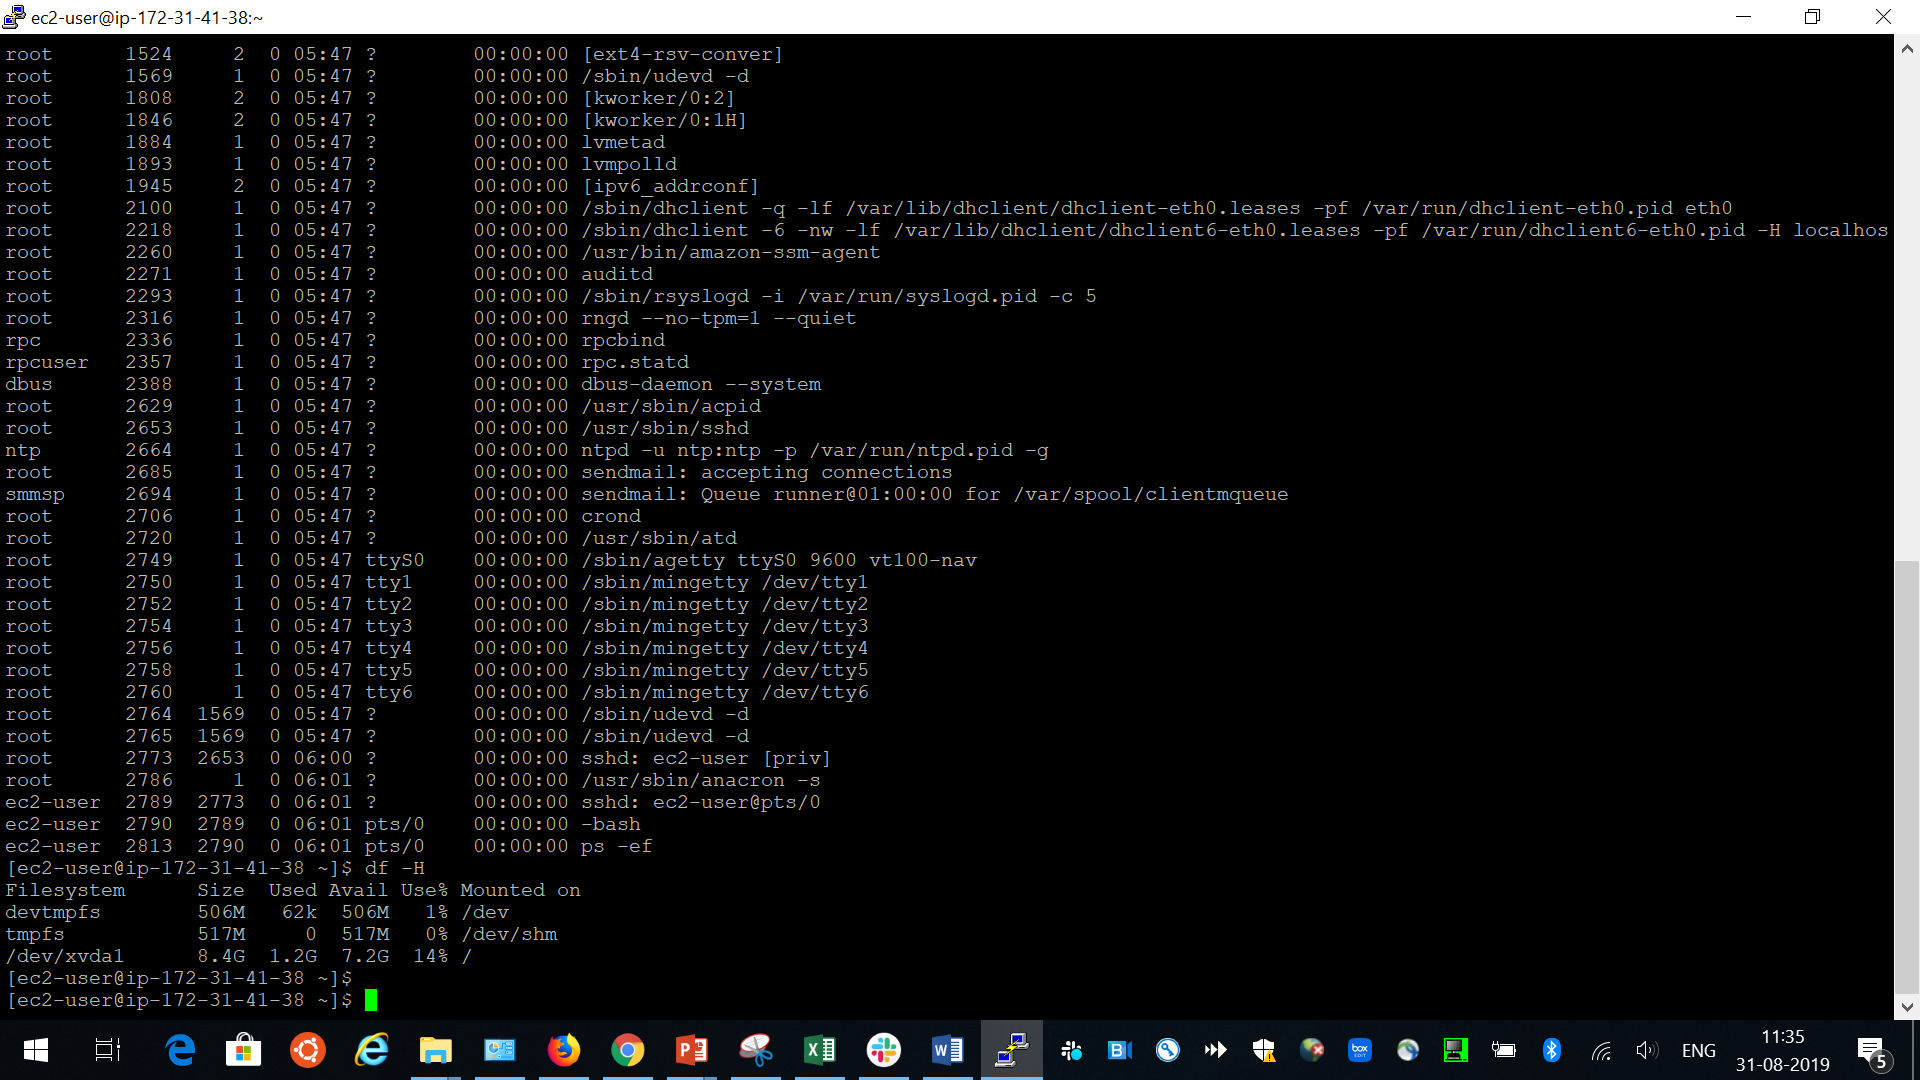 ec2-user@ip-172-31-41-38:~
root      1524     2  0 05:47 ?        00:00:00 [ext4-rsv-conver]
root      1569     1  0 05:47 ?        00:00:00 /sbin/udevd -d
root      1808     2  0 05:47 ?        00:00:00 [kworker/0:2]
root      1846     2  0 05:47 ?        00:00:00 [kworker/0:1H]
root      1884     1  0 05:47 ?        00:00:00 lvmetad
root      1893     1  0 05:47 ?        00:00:00 lvmpolld
root      1945     2  0 05:47 ?        00:00:00 [ipv6_addrconf]
root      2100     1  0 05:47 ?        00:00:00 /sbin/dhclient -q -lf /var/lib/dhclient/dhclient-eth0.leases -pf /var/run/dhclient-eth0.pid eth0
root      2218     1  0 05:47 ?        00:00:00 /sbin/dhclient -6 -nw -lf /var/lib/dhclient/dhclient6-eth0.leases -pf /var/run/dhclient6-eth0.pid -H localhos
root      2260     1  0 05:47 ?        00:00:00 /usr/bin/amazon-ssm-agent
root      2271     1  0 05:47 ?        00:00:00 auditd
root      2293     1  0 05:47 ?        00:00:00 /sbin/rsyslogd -i /var/run/syslogd.pid -c 5
root      2316     1  0 05:47 ?        00:00:00 rngd --no-tpm=1 --quiet
rpc       2336     1  0 05:47 ?        00:00:00 rpcbind
rpcuser   2357     1  0 05:47 ?        00:00:00 rpc.statd
dbus      2388     1  0 05:47 ?        00:00:00 dbus-daemon --system
root      2629     1  0 05:47 ?        00:00:00 /usr/sbin/acpid
root      2653     1  0 05:47 ?        00:00:00 /usr/sbin/sshd
ntp       2664     1  0 05:47 ?        00:00:00 ntpd -u ntp:ntp -p /var/run/ntpd.pid -g
root      2685     1  0 05:47 ?        00:00:00 sendmail: accepting connections
smmsp     2694     1  0 05:47 ?        00:00:00 sendmail: Queue runner@01:00:00 for /var/spool/clientmqueue
root      2706     1  0 05:47 ?        00:00:00 crond
root      2720     1  0 05:47 ?        00:00:00 /usr/sbin/atd
root      2749     1  0 05:47 ttyS0    00:00:00 /sbin/agetty ttyS0 9600 vt100-nav
root      2750     1  0 05:47 tty1     00:00:00 /sbin/mingetty /dev/tty1
root      2752     1  0 05:47 tty2     00:00:00 /sbin/mingetty /dev/tty2
root      2754     1  0 05:47 tty3     00:00:00 /sbin/mingetty /dev/tty3
root      2756     1  0 05:47 tty4     00:00:00 /sbin/mingetty /dev/tty4
root      2758     1  0 05:47 tty5     00:00:00 /sbin/mingetty /dev/tty5
root      2760     1  0 05:47 tty6     00:00:00 /sbin/mingetty /dev/tty6
root      2764  1569  0 05:47 ?        00:00:00 /sbin/udevd -d
root      2765  1569  0 05:47 ?        00:00:00 /sbin/udevd -d
root      2773  2653  0 06:00 ?        00:00:00 sshd: ec2-user [priv]
root      2786     1  0 06:01 ?        00:00:00 /usr/sbin/anacron -s
ec2-user  2789  2773  0 06:01 ?        00:00:00 sshd: ec2-user@pts/0
ec2-user  2790  2789  0 06:01 pts/0    00:00:00 -bash
ec2-user  2813  2790  0 06:01 pts/0    00:00:00 ps -ef
[ec2-user@ip-172-31-41-38 ~]$ df -H
Filesystem      Size  Used Avail Use% Mounted on
devtmpfs        506M   62k  506M   1% /dev
tmpfs           517M     0  517M   0% /dev/shm
/dev/xvda1      8.4G  1.2G  7.2G  14% /
[ec2-user@ip-172-31-41-38 ~]$
[ec2-user@ip-172-31-41-38 ~]$
box
EDIT
ENG
11:35
31-08-2019
5